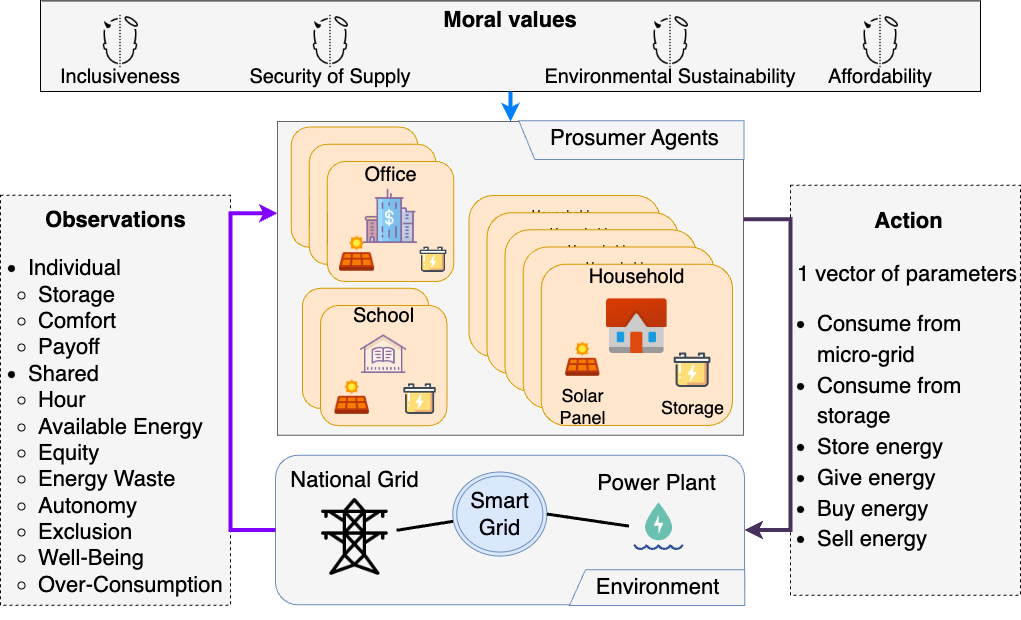 Moral values
Inclusiveness
Security of Supply
Environmental Sustainability
Affordability
Prosumer Agents
Office
School
Household
Solar
Panel
Storage
Observations
• Individual
○ Storage
○ Comfort
○ Payoff
• Shared
○ Hour
○ Available Energy
○ Equity
○ Energy Waste
○ Autonomy
○ Exclusion
○ Well-Being
○ Over-Consumption
Action
1 vector of parameters
• Consume from
micro-grid
• Consume from
storage
• Store energy
• Give energy
• Buy energy
• Sell energy
National Grid
Smart
Grid
Power Plant
Environment